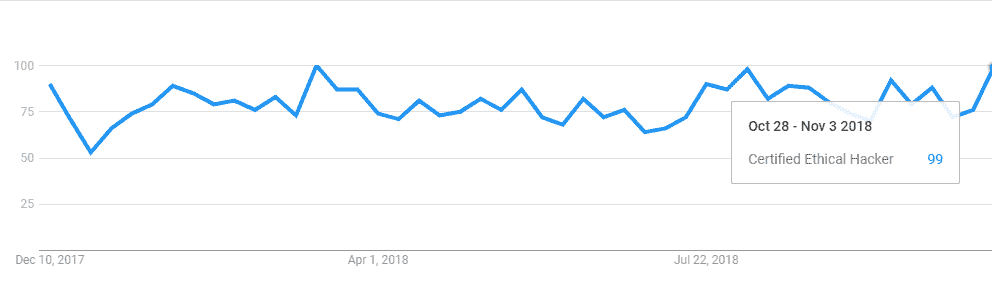 100
75
Oct 28 - Nov 3 2018
50
Certified Ethical Hacker 99
25
Dec 10, 2017 Apr 1, 2018 Jul 22, 2018